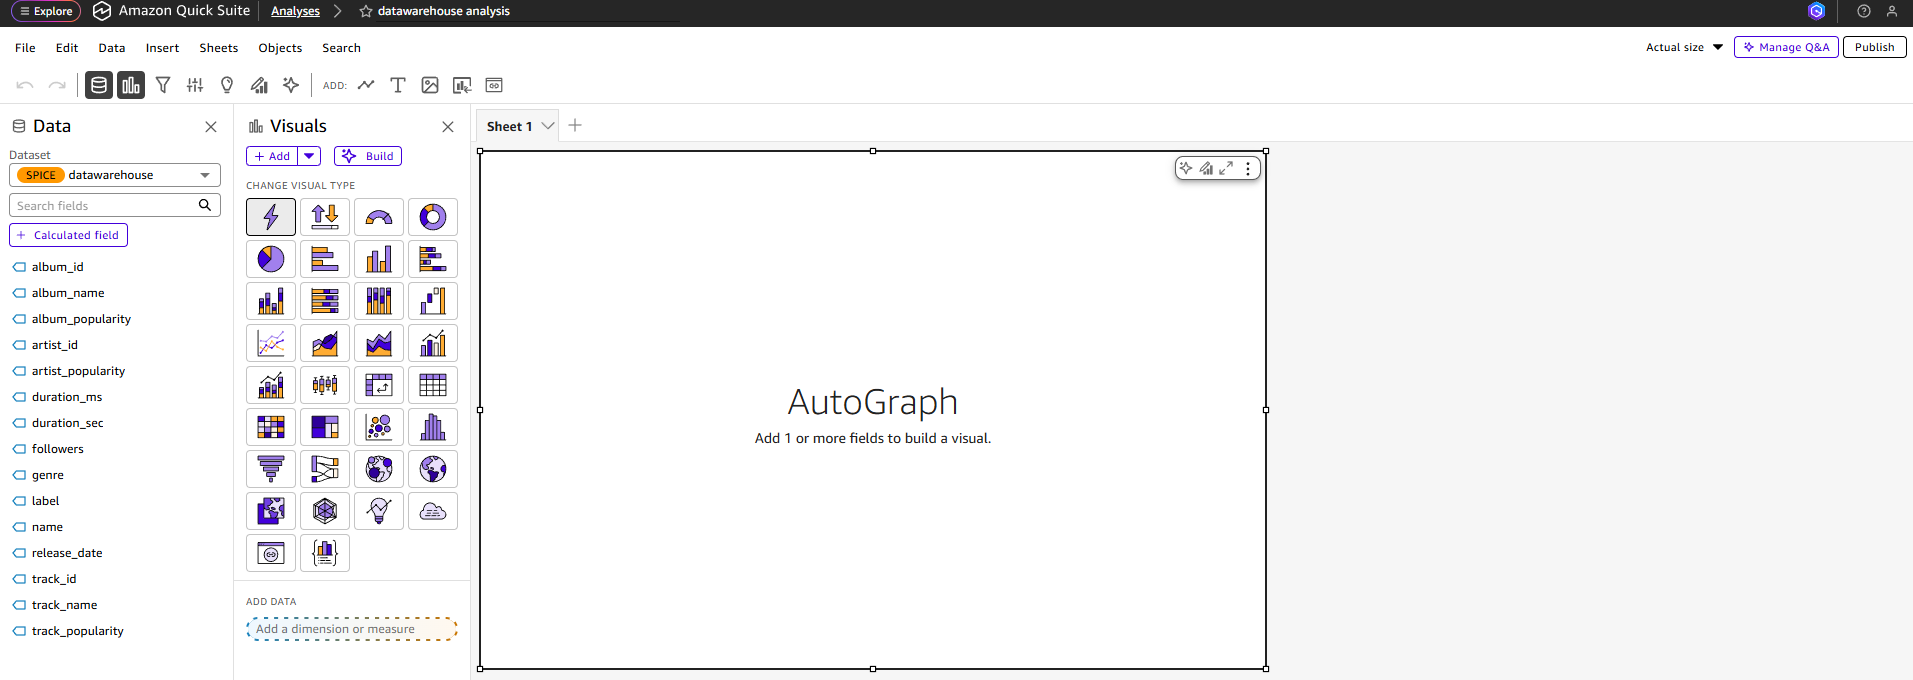 Explore
Amazon Quick Suite
Analyses
datawarehouse analysis
File Edit Data Insert Sheets Objects Search
Actual size
Manage Q&A
Publish
ADD:
Data
Dataset
SPICE datawarehouse
Search fields
+ Calculated field
album_id
album_name
album_popularity
artist_id
artist_popularity
duration_ms
duration_sec
followers
genre
label
name
release_date
track_id
track_name
track_popularity
Visuals
+ Add
Build
CHANGE VISUAL TYPE
ADD DATA
Add a dimension or measure
Sheet 1
AutoGraph
Add 1 or more fields to build a visual.